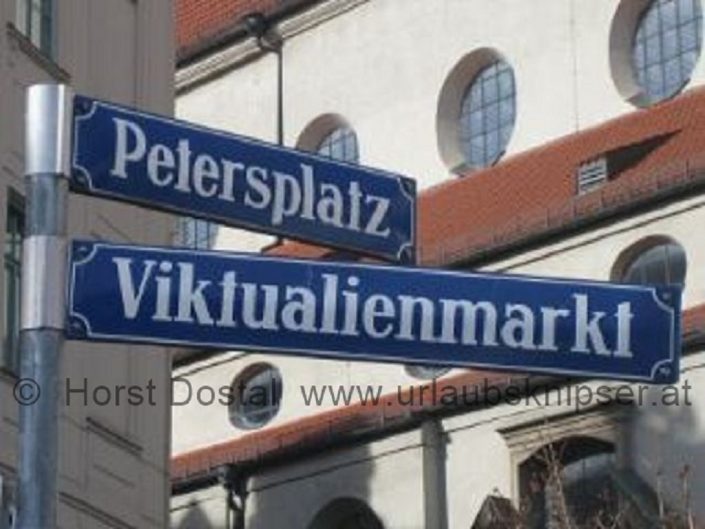 Petersplatz
Viktualienmarkt
© Horst Dostal www.urlaubsknipser.at